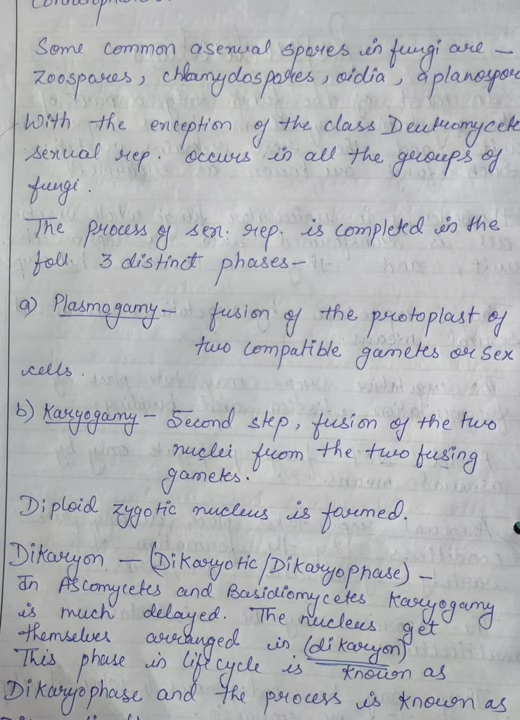 Some common asexual spores in fungi are -
Zoospores, chlamydospores, oidia, aplanospor
With the exception of the class Deutromycete
sexual rep. occurs in all the groups of
fungi.
The process of sex. rep. is completed in the
foll. 3 distinct phases-
a) Plasmogamy- fusion of the protoplast of
two compatible gametes or sex
cells.
b) Karyogamy - Second step, fusion of the two
nuclei from the two fusing
gametes.
Diploid zygotic nucleus is formed.
Dikaryon - (Dikaryotic/Dikaryophase) -
In Ascomycetes and Basidiomycetes Karyogamy
is much delayed. The nucleus get
themselves arranged in (dikaryon)
This phase in lifecycle is known as
Dikaryophase and the process is known as